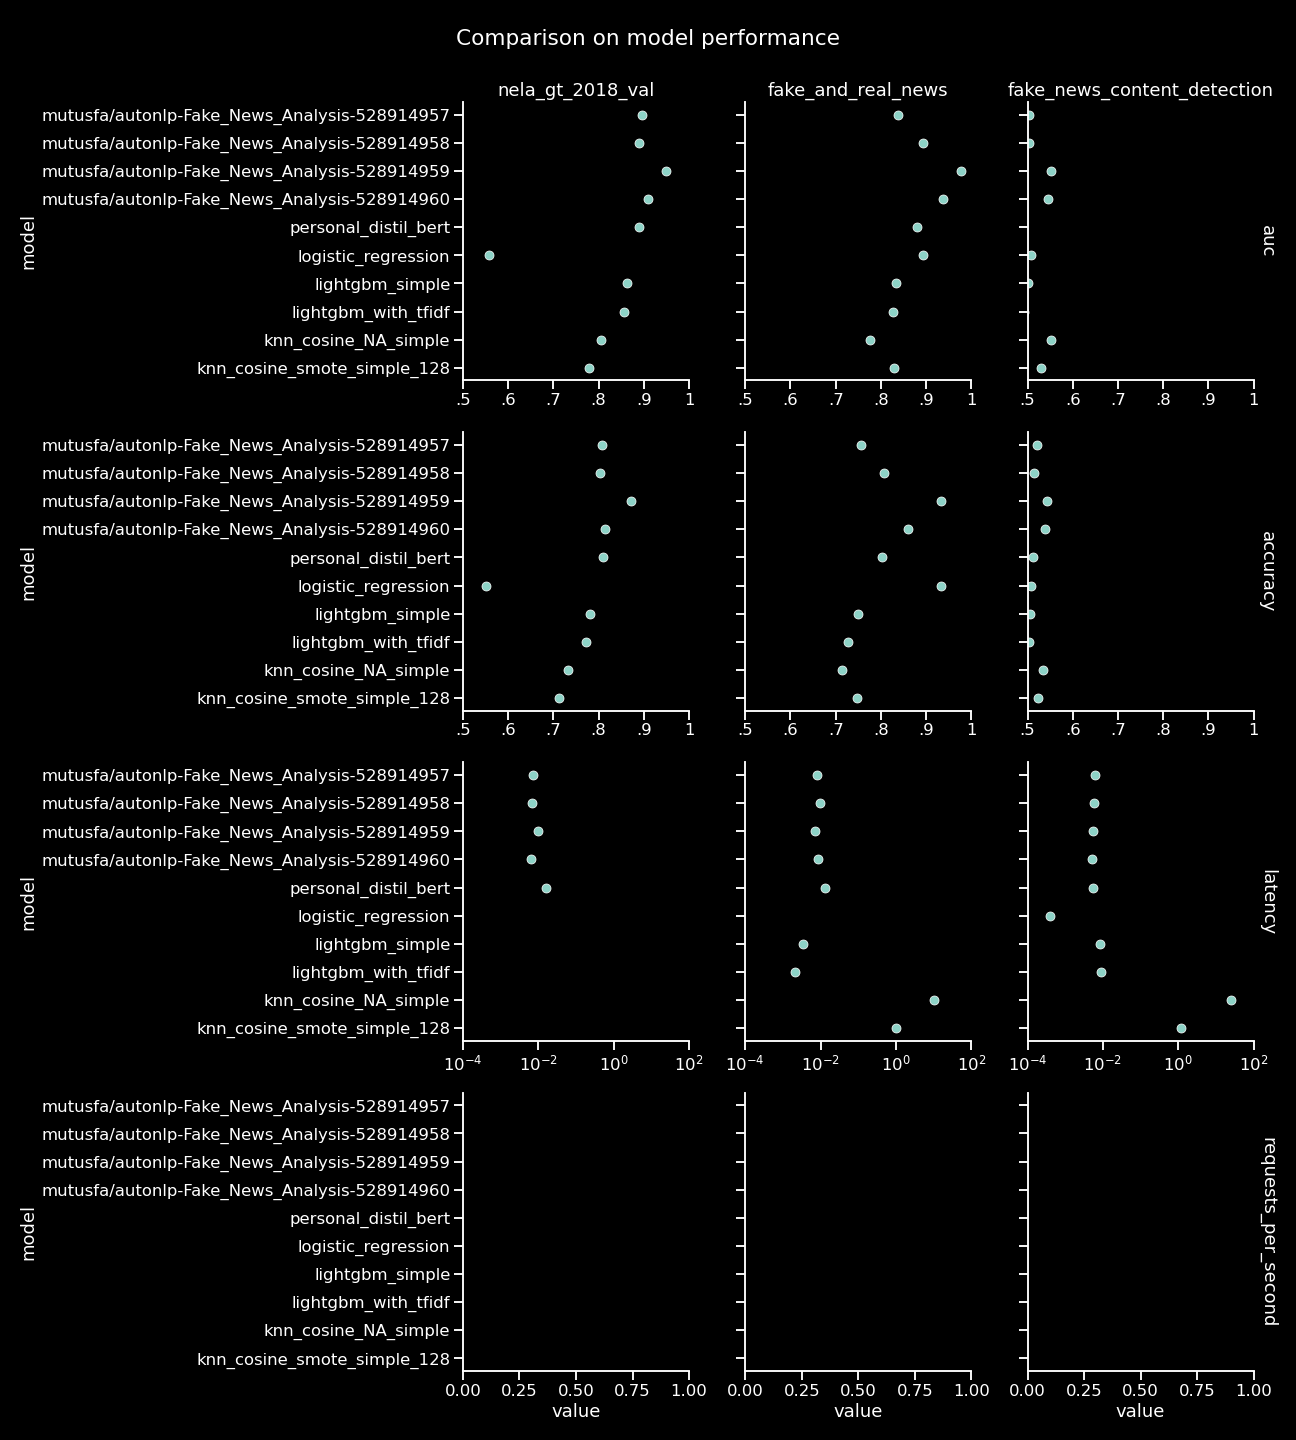 Comparison on model performance
nela_gt_2018_val
fake_and_real_news
fake_news_content_detection
model
mutusfa/autonlp-Fake_News_Analysis-528914957
mutusfa/autonlp-Fake_News_Analysis-528914958
mutusfa/autonlp-Fake_News_Analysis-528914959
mutusfa/autonlp-Fake_News_Analysis-528914960
personal_distil_bert
logistic_regression
lightgbm_simple
lightgbm_with_tfidf
knn_cosine_NA_simple
knn_cosine_smote_simple_128
auc
.5 .6 .7 .8 .9 1
.5 .6 .7 .8 .9 1
.5 .6 .7 .8 .9 1
model
mutusfa/autonlp-Fake_News_Analysis-528914957
mutusfa/autonlp-Fake_News_Analysis-528914958
mutusfa/autonlp-Fake_News_Analysis-528914959
mutusfa/autonlp-Fake_News_Analysis-528914960
personal_distil_bert
logistic_regression
lightgbm_simple
lightgbm_with_tfidf
knn_cosine_NA_simple
knn_cosine_smote_simple_128
accuracy
.5 .6 .7 .8 .9 1
.5 .6 .7 .8 .9 1
.5 .6 .7 .8 .9 1
model
mutusfa/autonlp-Fake_News_Analysis-528914957
mutusfa/autonlp-Fake_News_Analysis-528914958
mutusfa/autonlp-Fake_News_Analysis-528914959
mutusfa/autonlp-Fake_News_Analysis-528914960
personal_distil_bert
logistic_regression
lightgbm_simple
lightgbm_with_tfidf
knn_cosine_NA_simple
knn_cosine_smote_simple_128
latency
10⁻⁴ 10⁻² 10⁰ 10²
10⁻⁴ 10⁻² 10⁰ 10²
10⁻⁴ 10⁻² 10⁰ 10²
model
mutusfa/autonlp-Fake_News_Analysis-528914957
mutusfa/autonlp-Fake_News_Analysis-528914958
mutusfa/autonlp-Fake_News_Analysis-528914959
mutusfa/autonlp-Fake_News_Analysis-528914960
personal_distil_bert
logistic_regression
lightgbm_simple
lightgbm_with_tfidf
knn_cosine_NA_simple
knn_cosine_smote_simple_128
requests_per_second
0.00 0.25 0.50 0.75 1.00
0.00 0.25 0.50 0.75 1.00
0.00 0.25 0.50 0.75 1.00
value
value
value